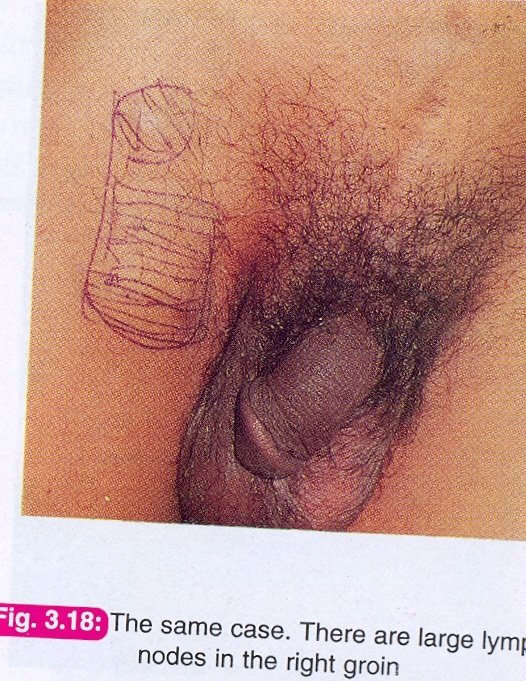 Fig. 3.18: The same case. There are large lymp
nodes in the right groin